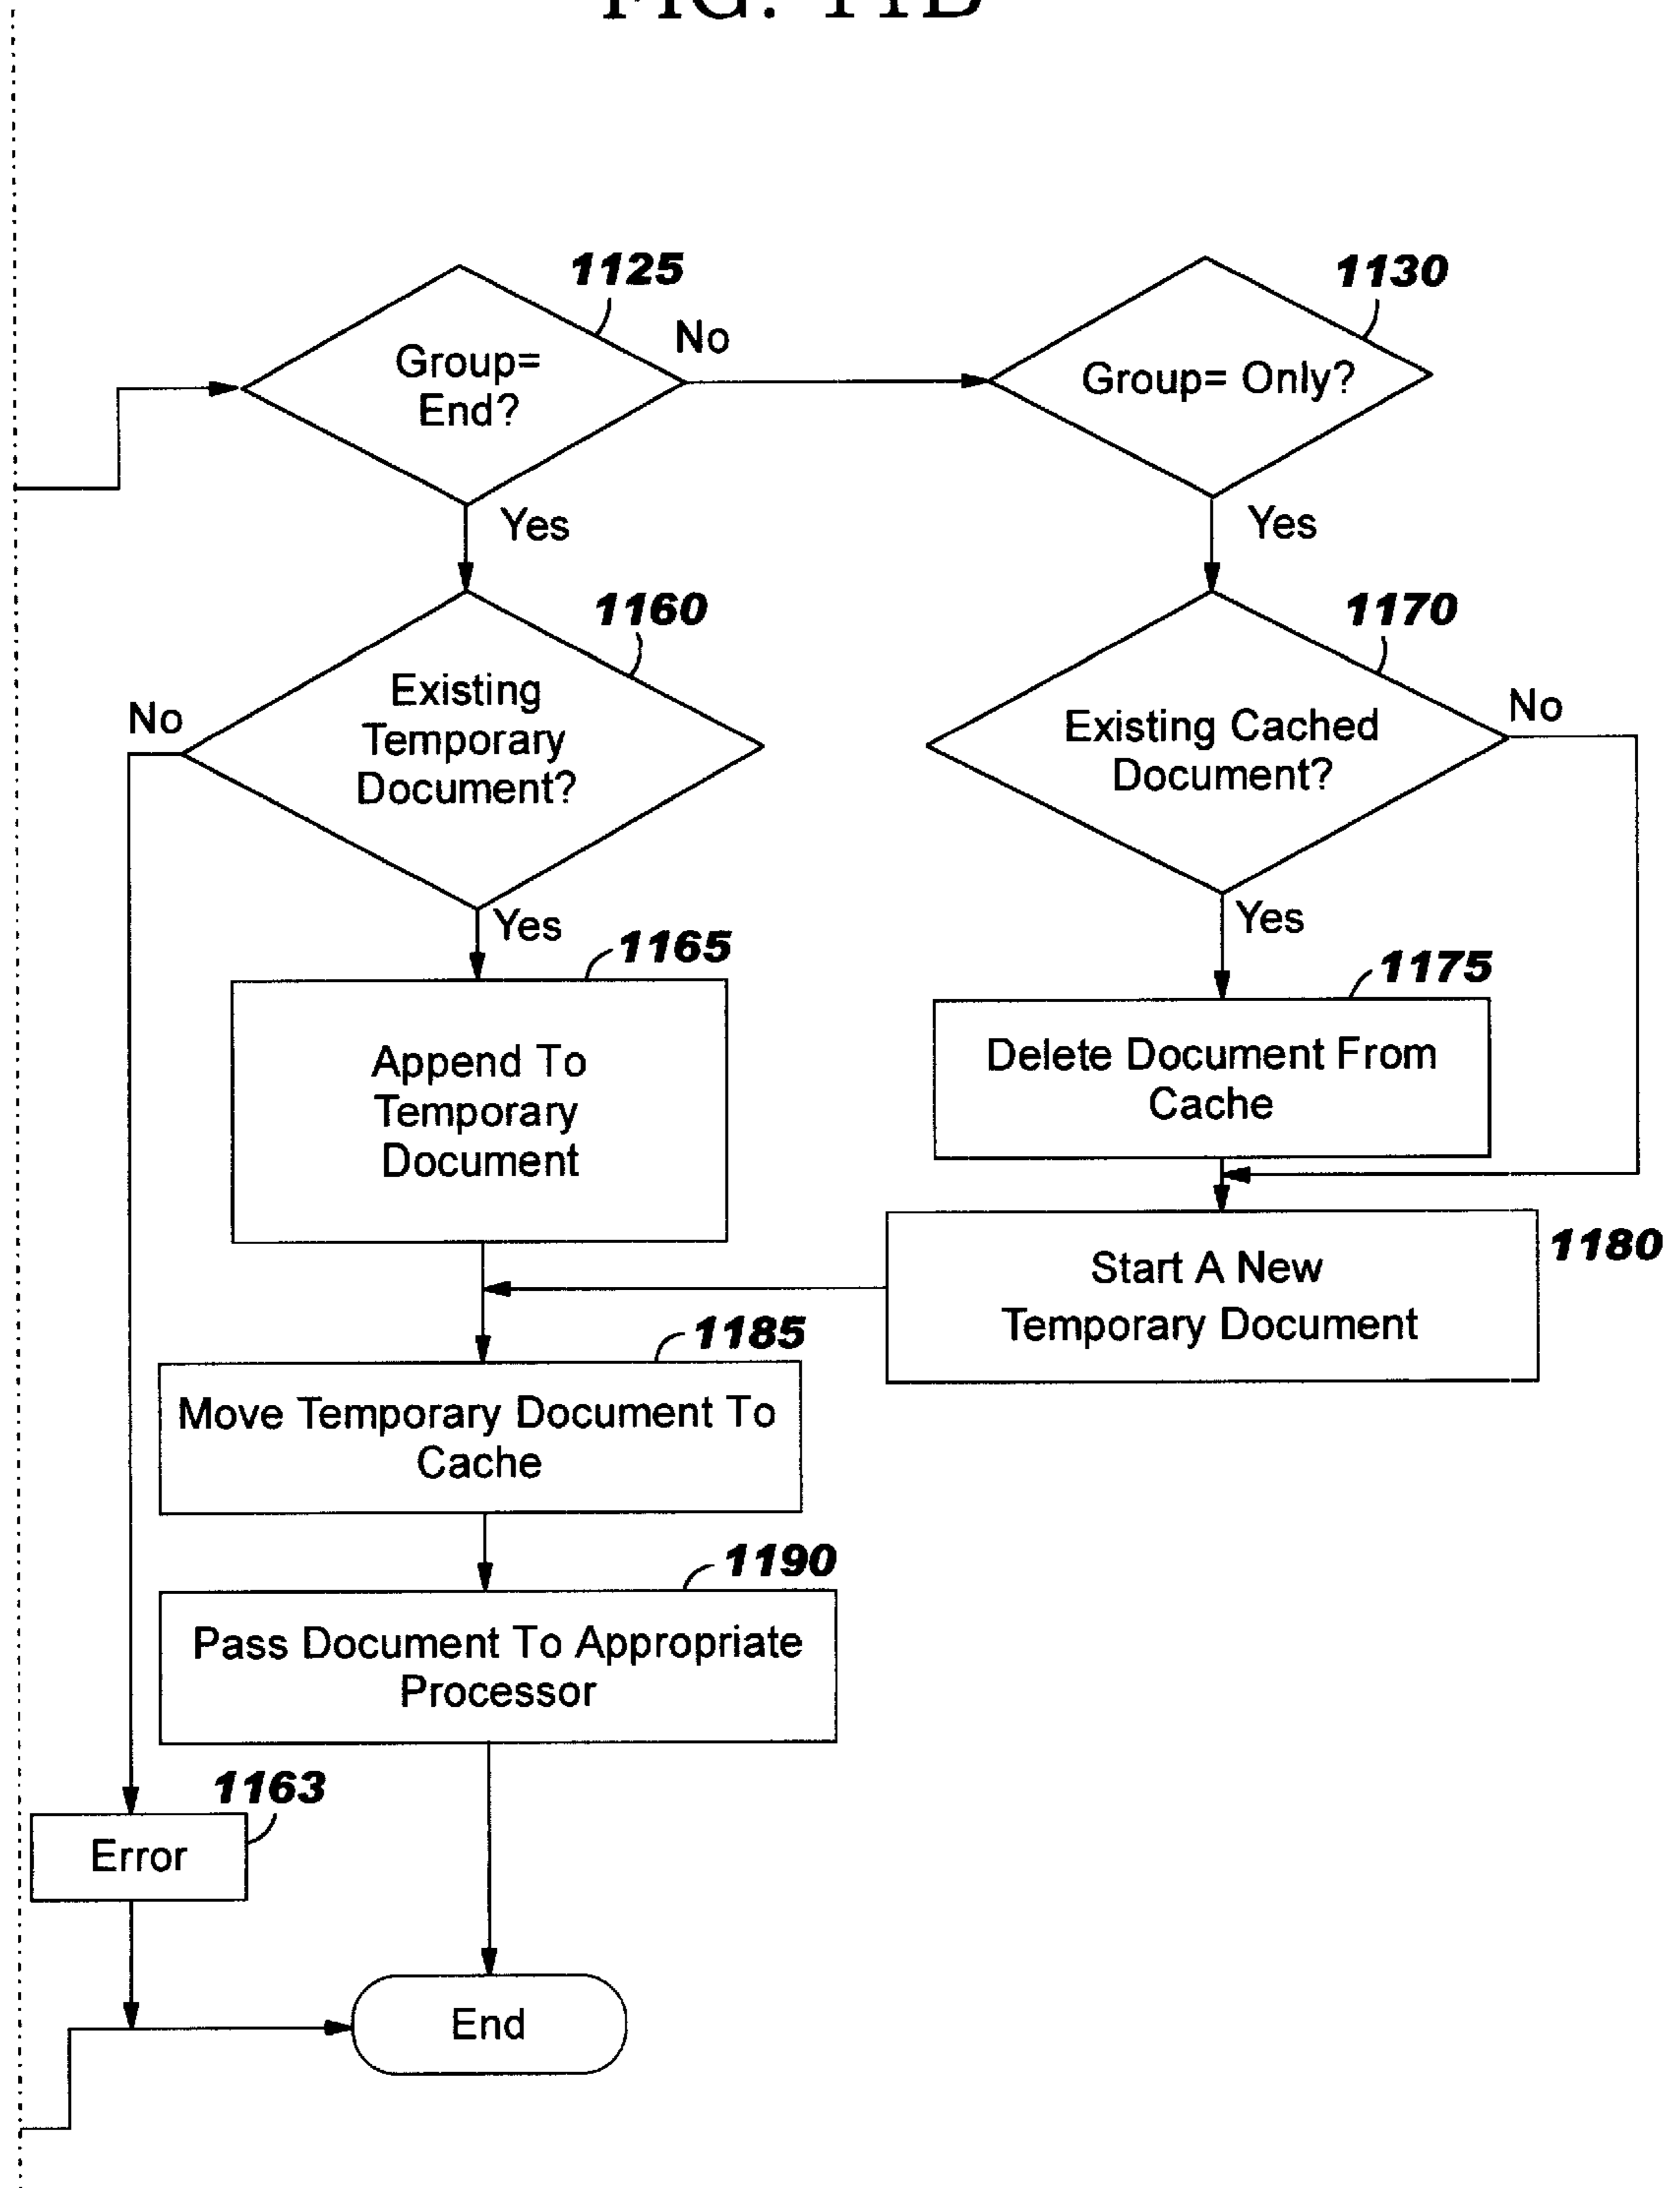 FIG. 11B
1125
Group=
End?
No
Yes
1130
Group= Only?
Yes
1160
Existing
Temporary
Document?
No
Yes
1170
Existing Cached
Document?
No
Yes
1165
Append To
Temporary
Document
1175
Delete Document From
Cache
1180
Start A New
Temporary Document
1185
Move Temporary Document To
Cache
1190
Pass Document To Appropriate
Processor
1163
Error
End